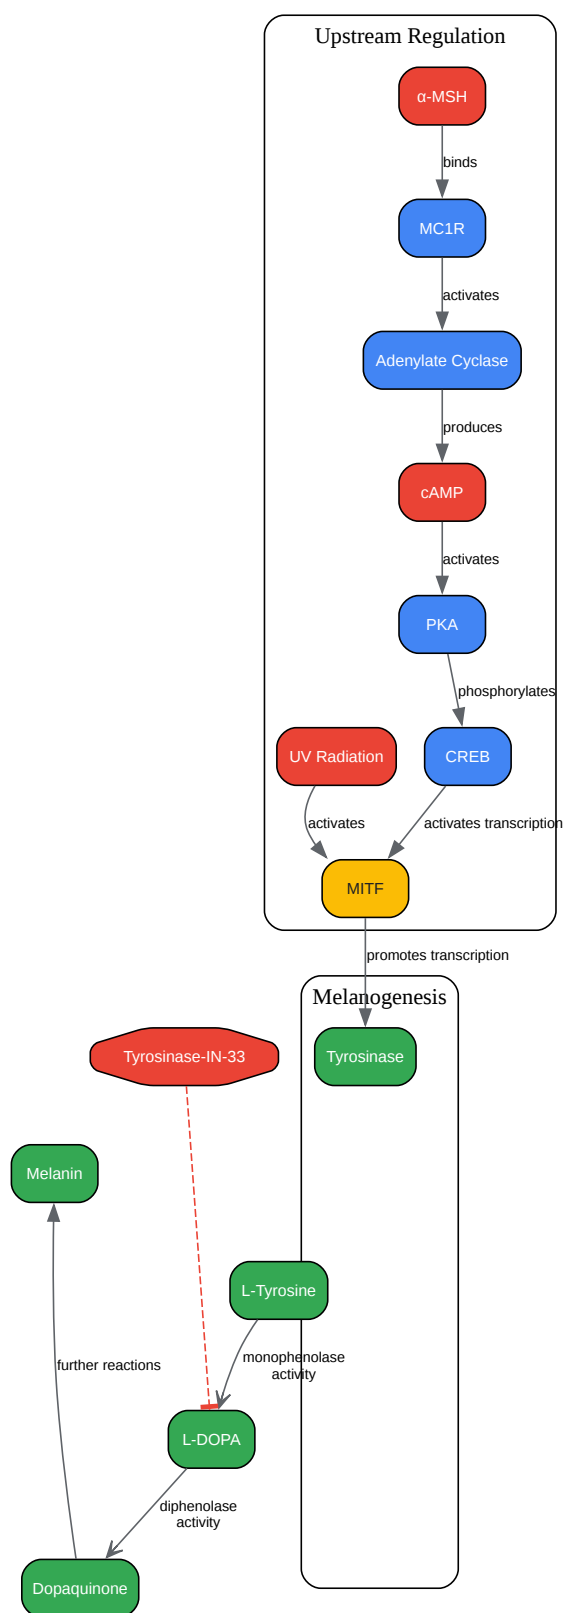 Upstream Regulation
α-MSH
binds
MC1R
activates
Adenylate Cyclase
produces
cAMP
activates
PKA
phosphorylates
UV Radiation
CREB
activates
activates transcription
MITF
promotes transcription
Melanogenesis
Tyrosinase-IN-33
Tyrosinase
Melanin
L-Tyrosine
monophenolase
activity
further reactions
L-DOPA
diphenolase
activity
Dopaquinone